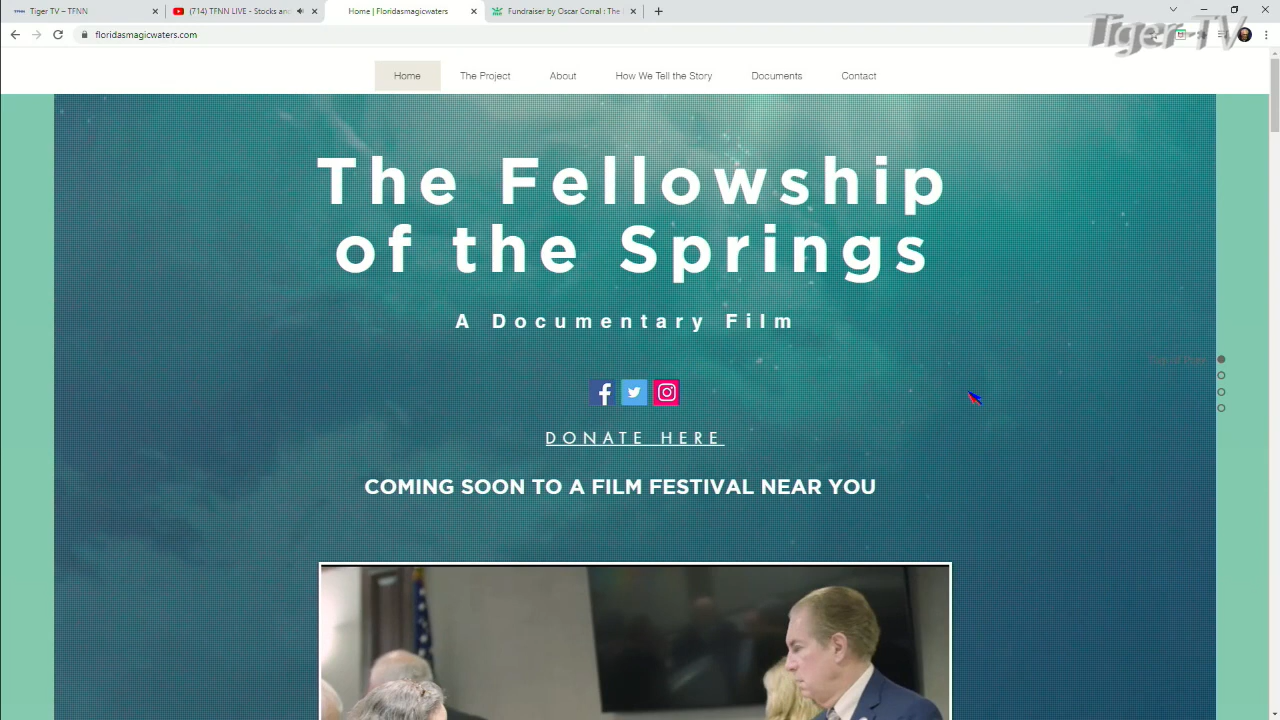 Tiger TV – TFNN
(714) TFNN LIVE - Stocks and
Home | Floridasmagicwaters
Fundraiser by Oscar Corral : The
floridasmagicwaters.com
Tiger TV
Home
The Project
About
How We Tell the Story
Documents
Contact
The Fellowship
of the Springs
A Documentary Film
DONATE HERE
COMING SOON TO A FILM FESTIVAL NEAR YOU